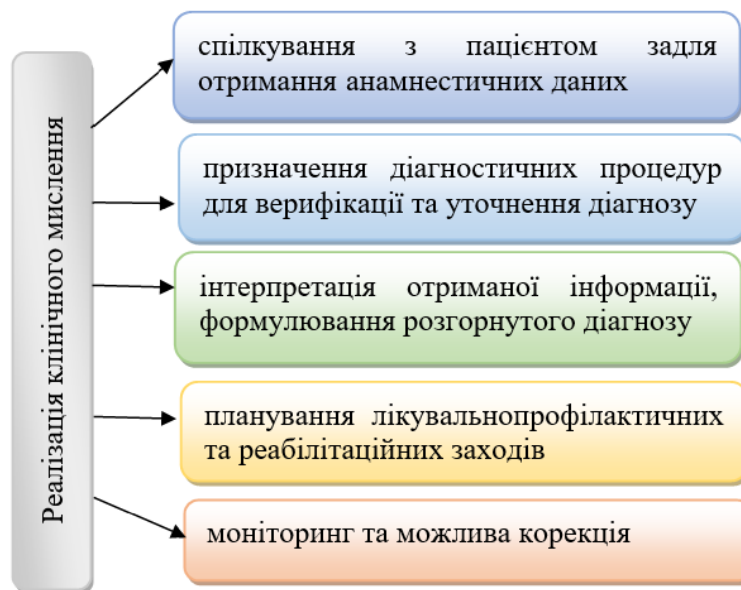 Реалізація клінічного мислення
спілкування з пацієнтом задля
отримання анамнестичних даних
призначення діагностичних процедур
для верифікації та уточнення діагнозу
інтерпретація отриманої інформації,
формулювання розгорнутого діагнозу
планування лікувальнопрофілактичних
та реабілітаційних заходів
моніторинг та можлива корекція